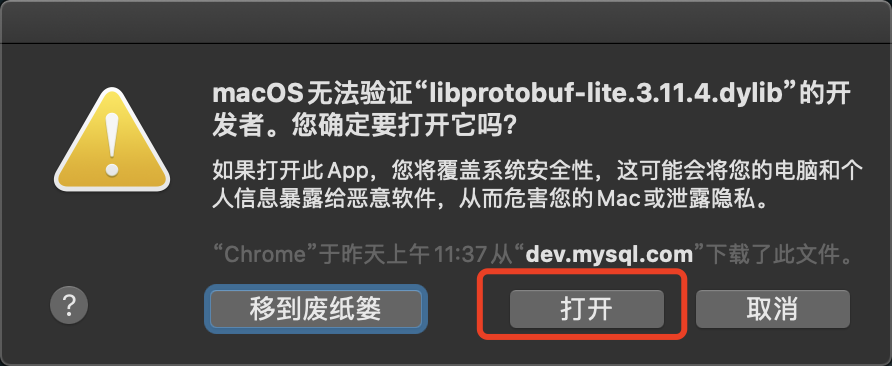 macOS无法验证“libprotobuf-lite.3.11.4.dylib”的开
发者。您确定要打开它吗？
如果打开此App，您将覆盖系统安全性，这可能会将您的电脑和个
人信息暴露给恶意软件，从而危害您的Mac或泄露隐私。
“Chrome”于昨天上午11:37从“dev.mysql.com”下载了此文件。
?
移到废纸篓
打开
取消